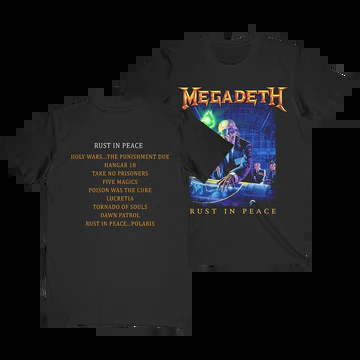 RUST IN PEACE
HOLY WARS...THE PUNISHMENT DUE
HANGAR 18
TAKE NO PRISONERS
FIVE MAGICS
POISON WAS THE CURE
LUCRETIA
TORNADO OF SOULS
DAWN PATROL
RUST IN PEACE...POLARIS
MEGADETH
RUST IN PEACE